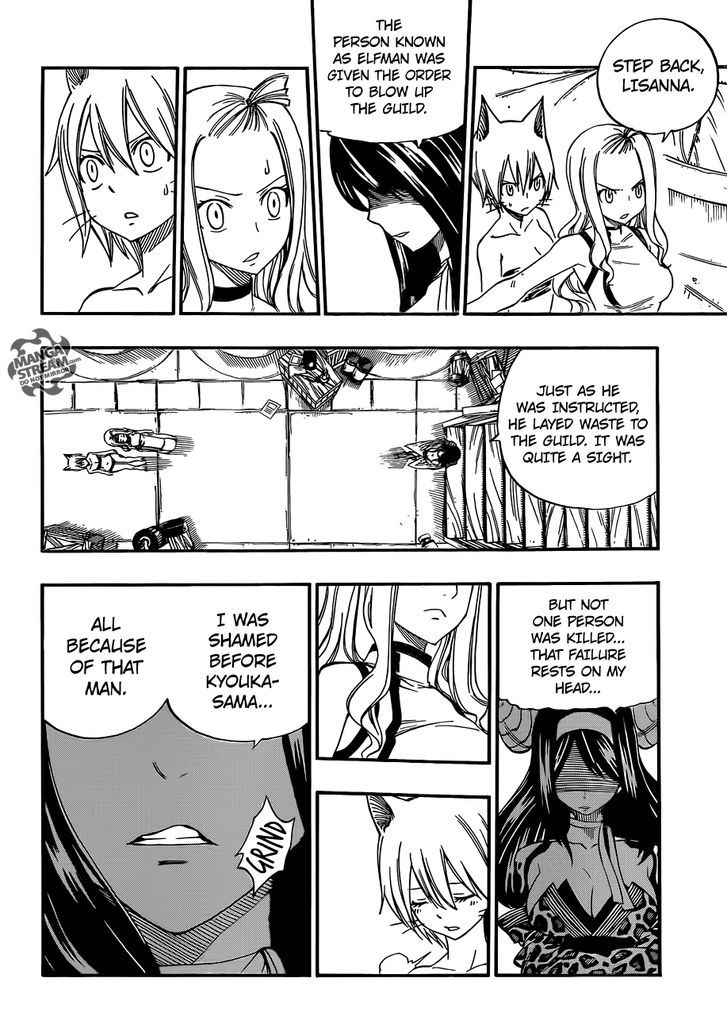 STEP BACK,
LISANNA.
THE
PERSON KNOWN
AS ELFMAN WAS
GIVEN THE ORDER
TO BLOW UP
THE GUILD.
MANGA
STREAM.COM
DO NOT MIRROR!
JUST AS HE
WAS INSTRUCTED,
HE LAYED WASTE TO
THE GUILD. IT WAS
QUITE A SIGHT.
BUT NOT
ONE PERSON
WAS KILLED...
THAT FAILURE
RESTS ON MY
HEAD...
I WAS
SHAMED
BEFORE
KYOUKA-
SAMA...
ALL
BECAUSE
OF THAT
MAN.
GRIND